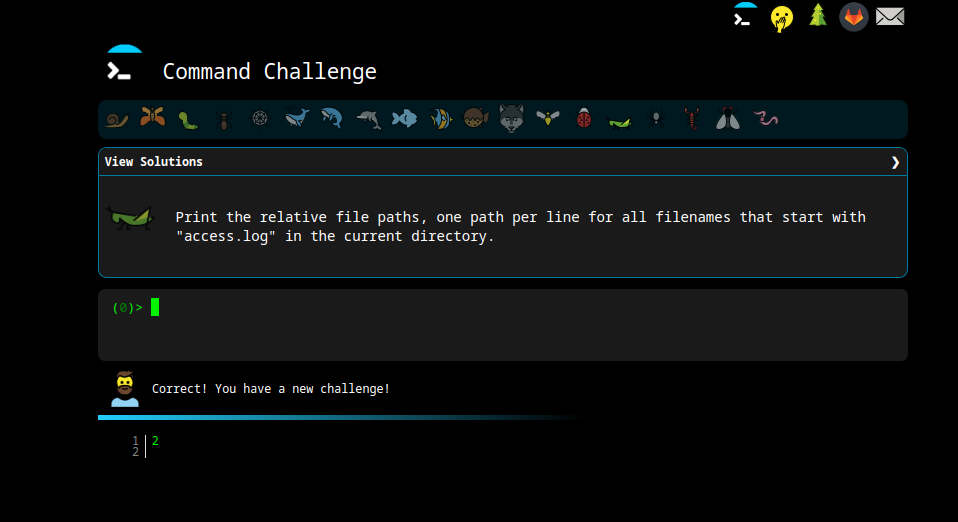 Command Challenge
View Solutions
Print the relative file paths, one path per line for all filenames that start with
"access.log" in the current directory.
(0)>
Correct! You have a new challenge!
1 2
2